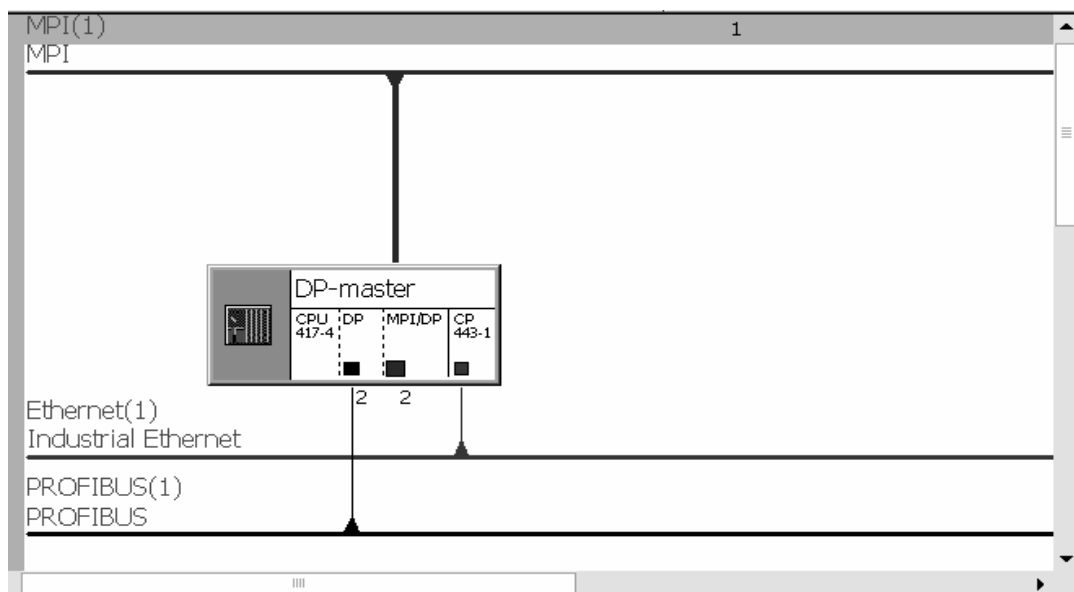 MPI(1)
1
MPI
DP-master
CPU 417-4 DP MPI/DP CP 443-1
2 2
Ethernet(1)
Industrial Ethernet
PROFIBUS(1)
PROFIBUS